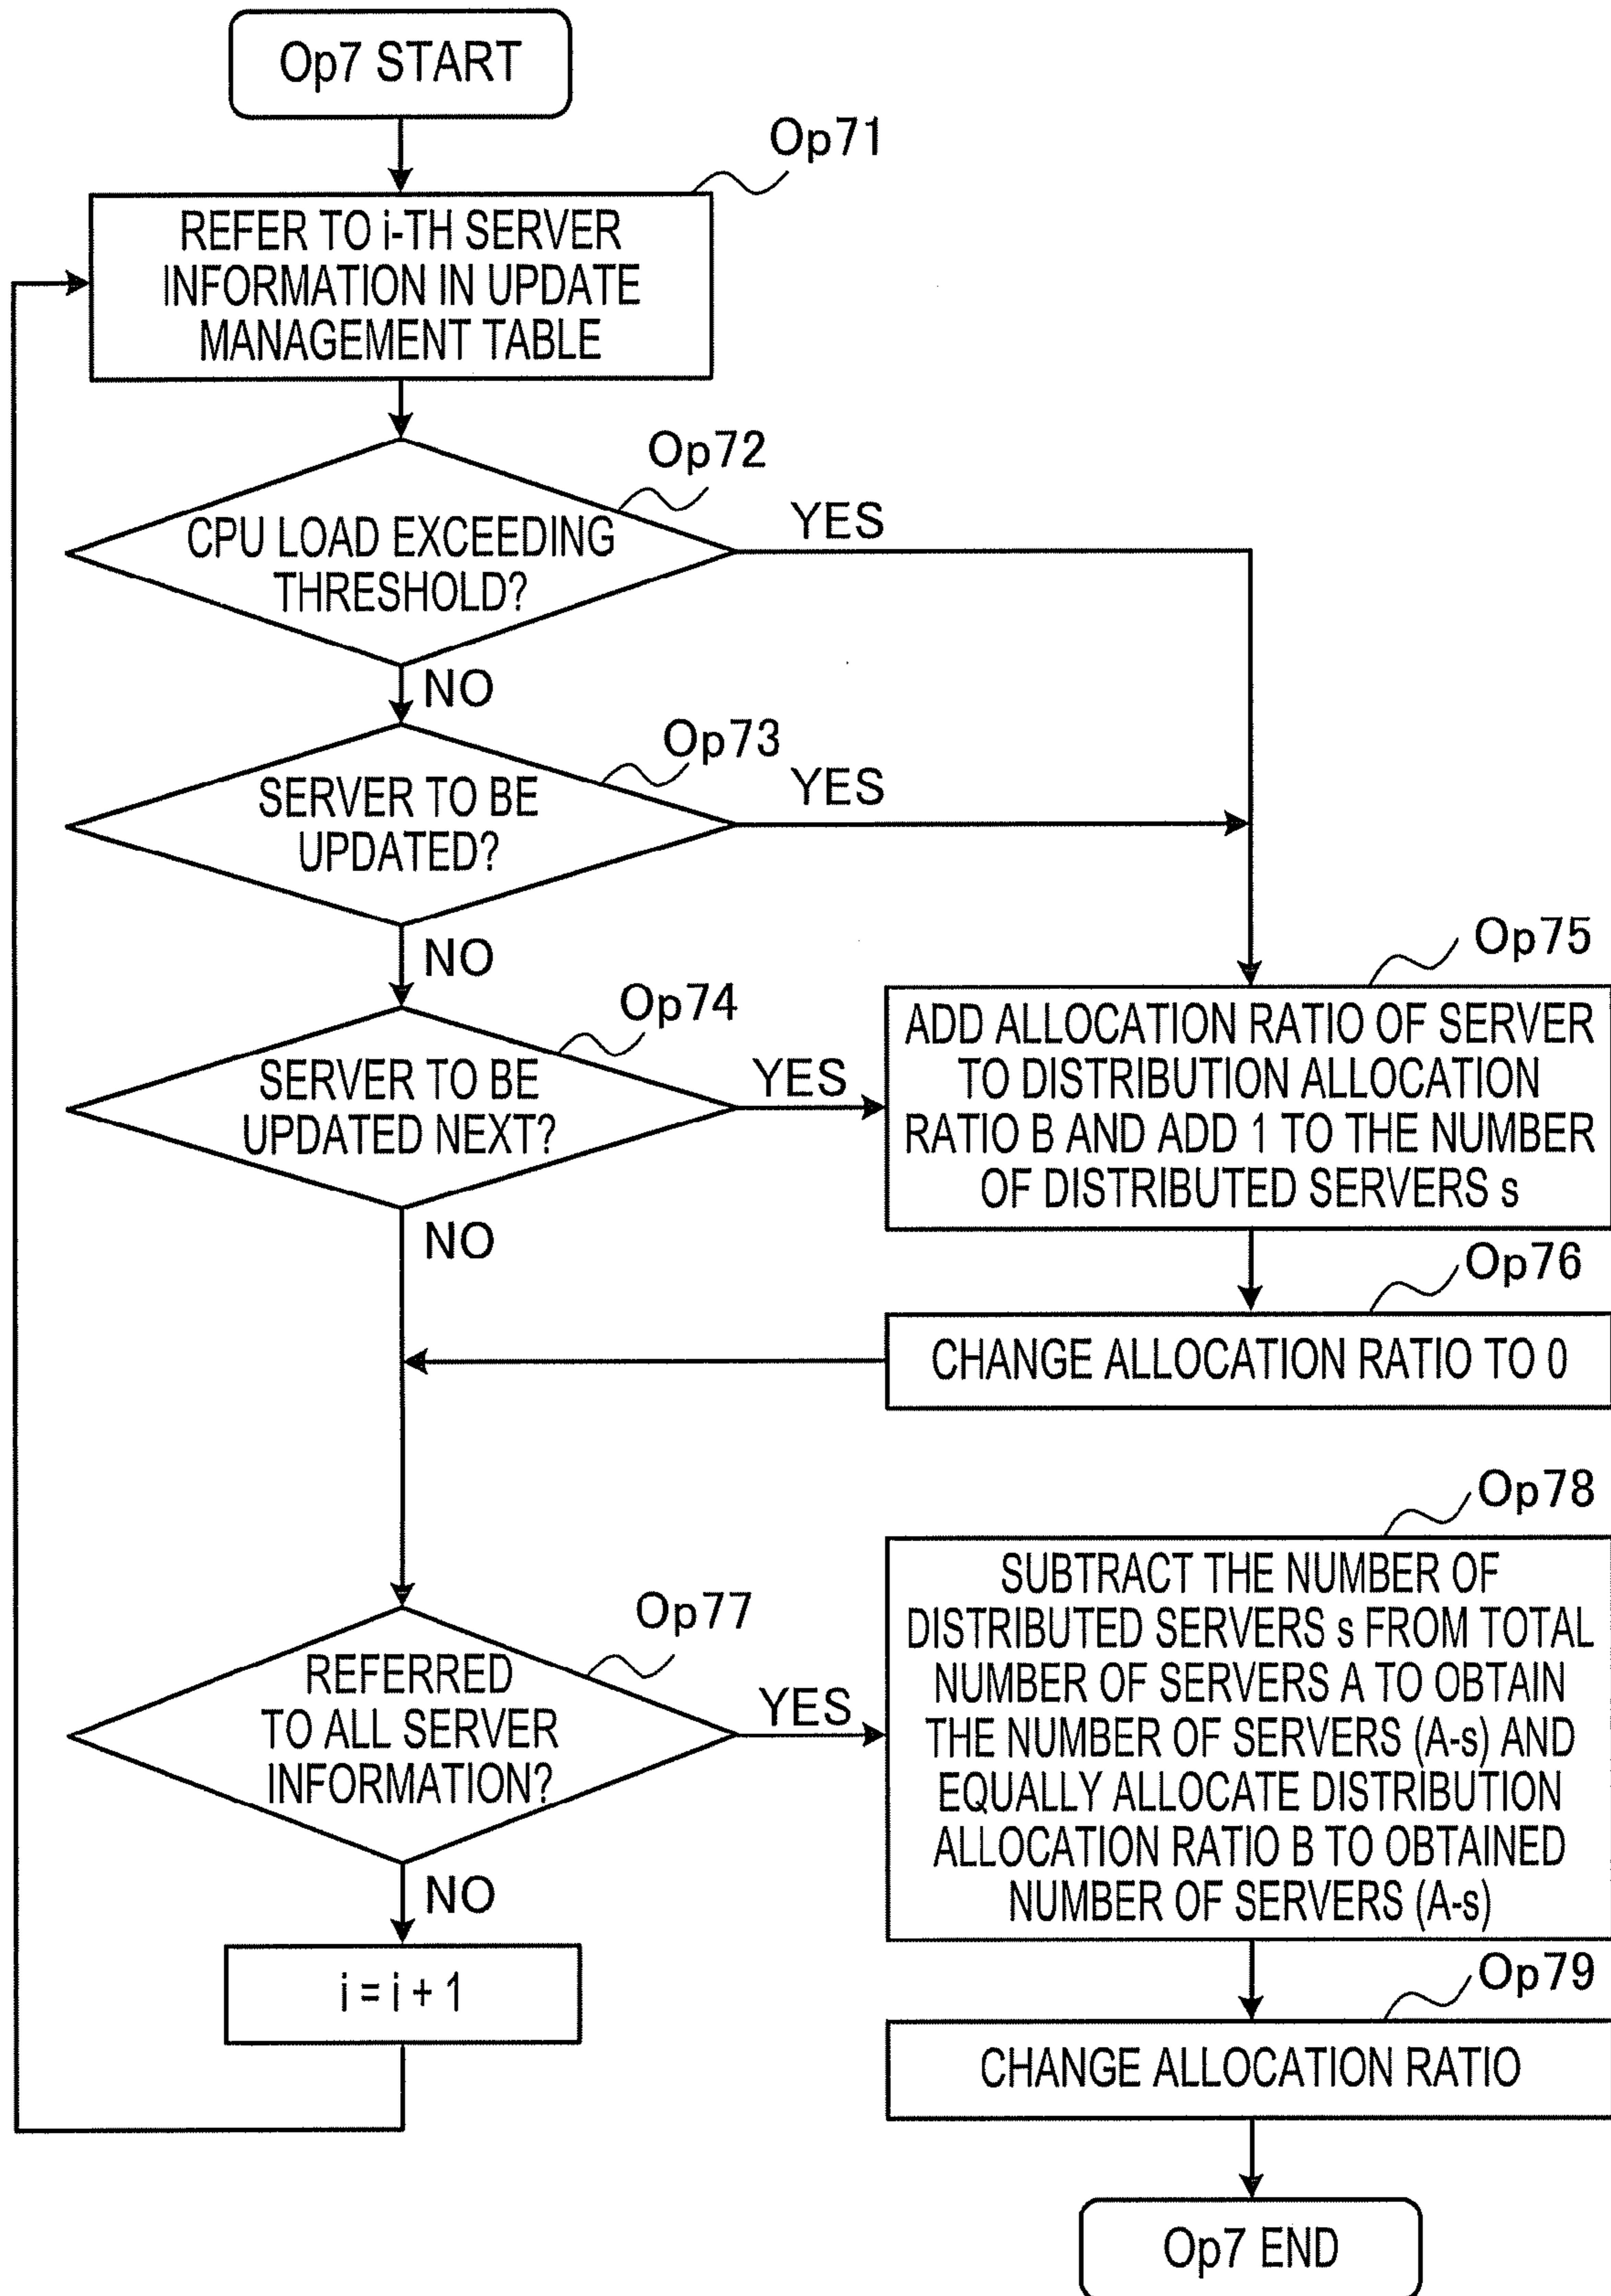 Op7 START
Op71
REFER TO i-TH SERVER
INFORMATION IN UPDATE
MANAGEMENT TABLE
Op72
CPU LOAD EXCEEDING
THRESHOLD?
YES
NO
Op73
SERVER TO BE
UPDATED?
YES
NO
Op74
SERVER TO BE
UPDATED NEXT?
YES
NO
Op75
ADD ALLOCATION RATIO OF SERVER
TO DISTRIBUTION ALLOCATION
RATIO B AND ADD 1 TO THE NUMBER
OF DISTRIBUTED SERVERS s
Op76
CHANGE ALLOCATION RATIO TO 0
Op77
REFERRED
TO ALL SERVER
INFORMATION?
YES
NO
i = i + 1
Op78
SUBTRACT THE NUMBER OF
DISTRIBUTED SERVERS s FROM TOTAL
NUMBER OF SERVERS A TO OBTAIN
THE NUMBER OF SERVERS (A-s) AND
EQUALLY ALLOCATE DISTRIBUTION
ALLOCATION RATIO B TO OBTAINED
NUMBER OF SERVERS (A-s)
Op79
CHANGE ALLOCATION RATIO
Op7 END